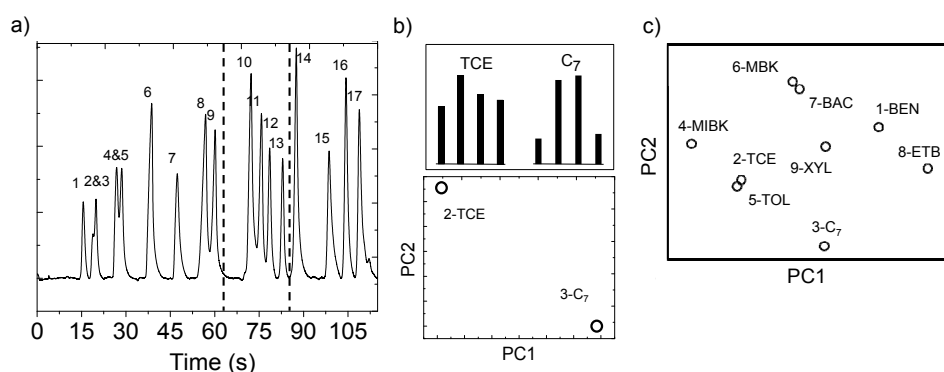 a)
1
2&3
4&5
6
7
8
9
10
11
12
13
14
15
16
17
0
15
30
45
60
75
90
105
Time (s)
b)
TCE
C7
2-TCE
3-C7
PC2
PC1
c)
6-MBK
7-BAC
1-BEN
4-MIBK
8-ETB
2-TCE
9-XYL
5-TOL
3-C7
PC2
PC1